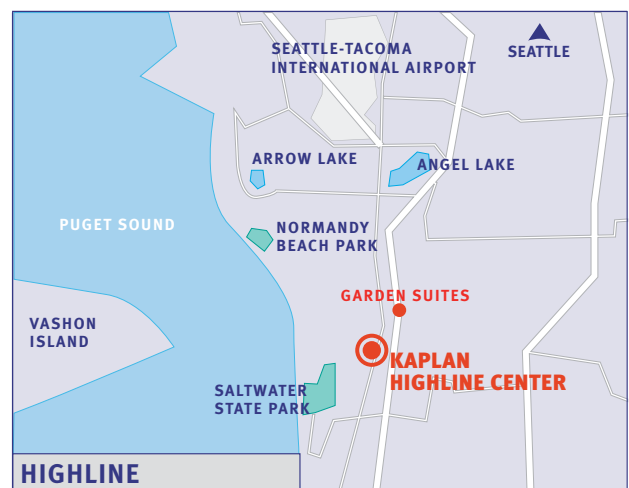 SEATTLE-TACOMA
INTERNATIONAL AIRPORT
SEATTLE
ARROW LAKE
ANGEL LAKE
PUGET SOUND
NORMANDY
BEACH PARK
GARDEN SUITES
VASHON
ISLAND
KAPLAN
HIGHLINE CENTER
SALTWATER
STATE PARK
HIGHLINE